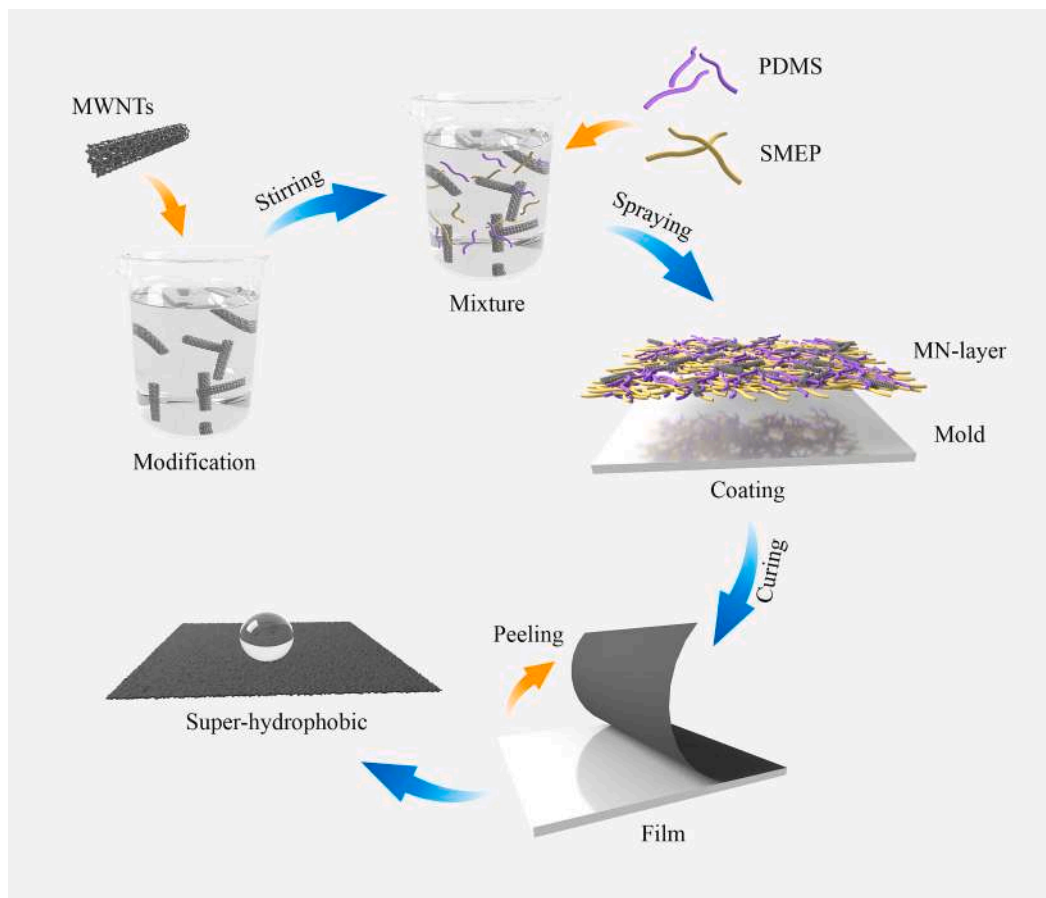 MWNTs
Modification
Stirring
PDMS
SMEP
Mixture
Spraying
MN-layer
Mold
Coating
Curing
Peeling
Film
Super-hydrophobic